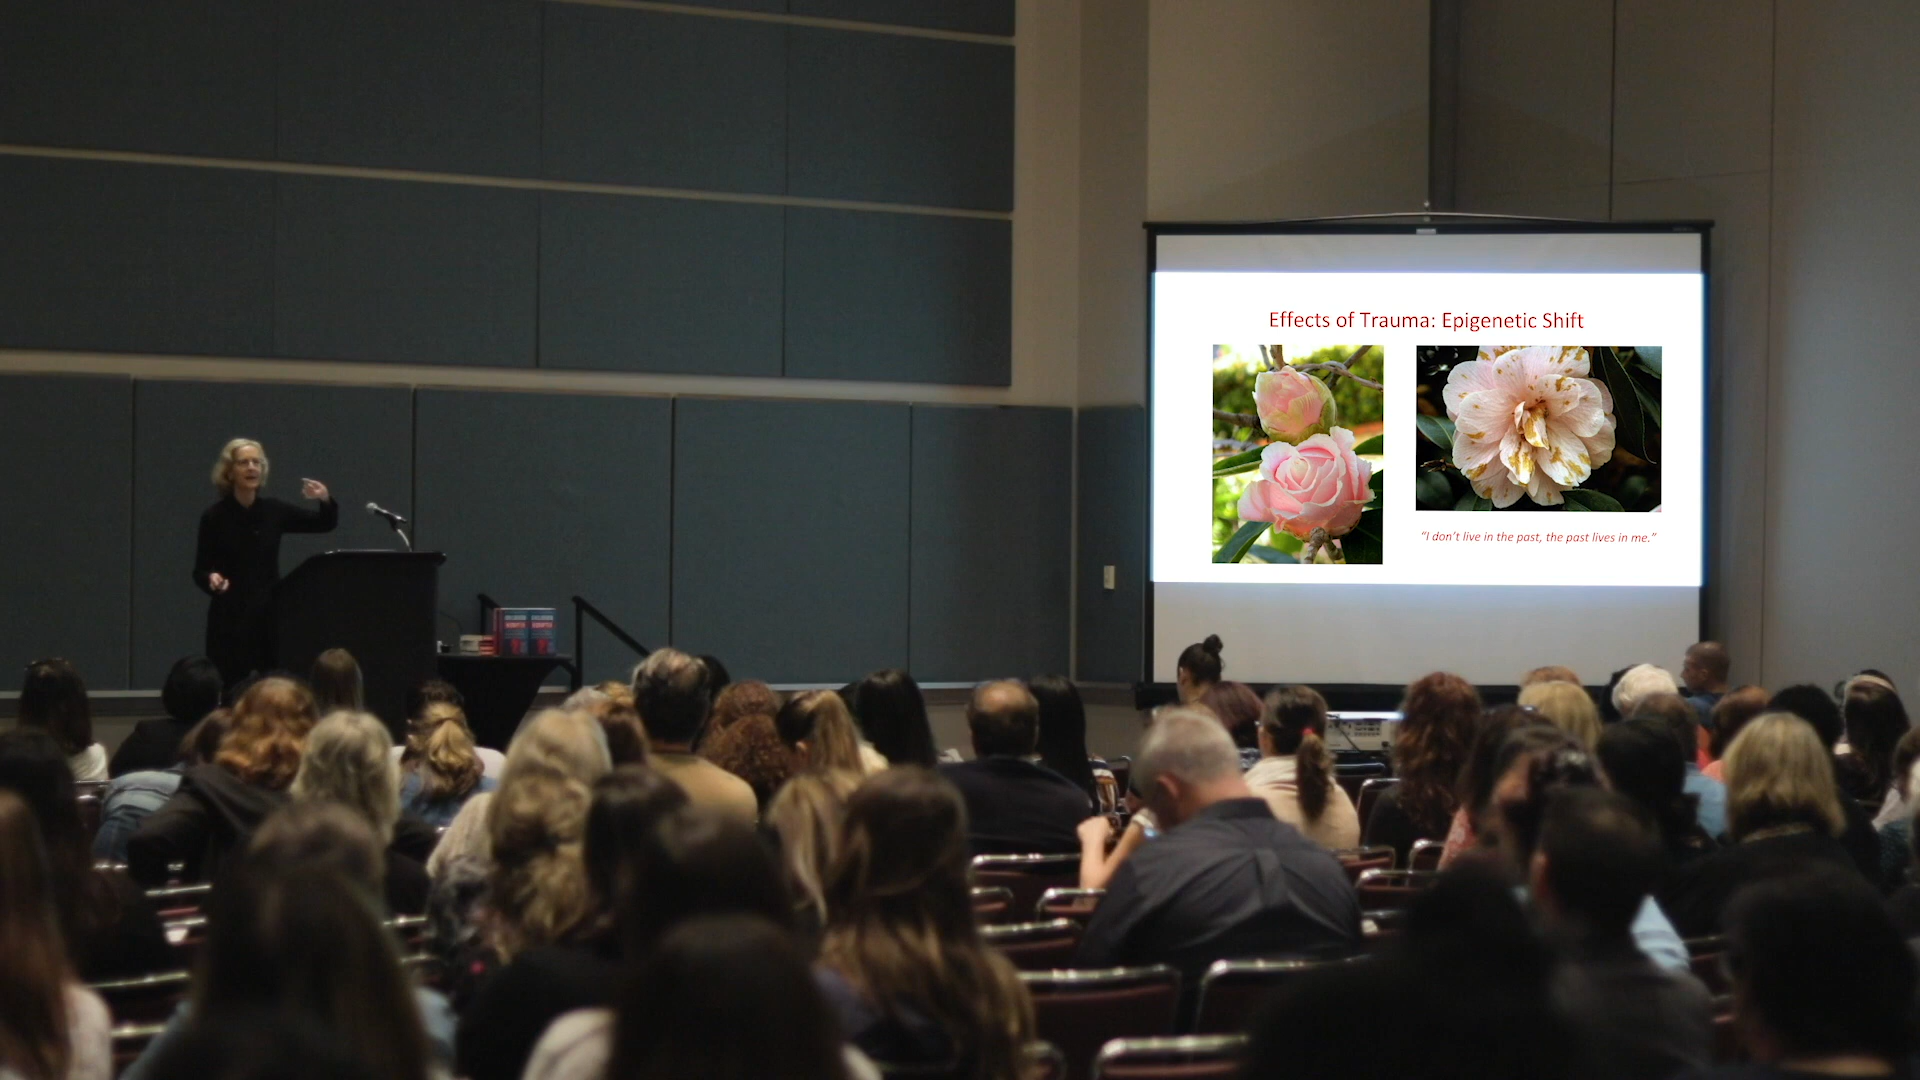 Effects of Trauma: Epigenetic Shift
“I don’t live in the past, the past lives in me.”